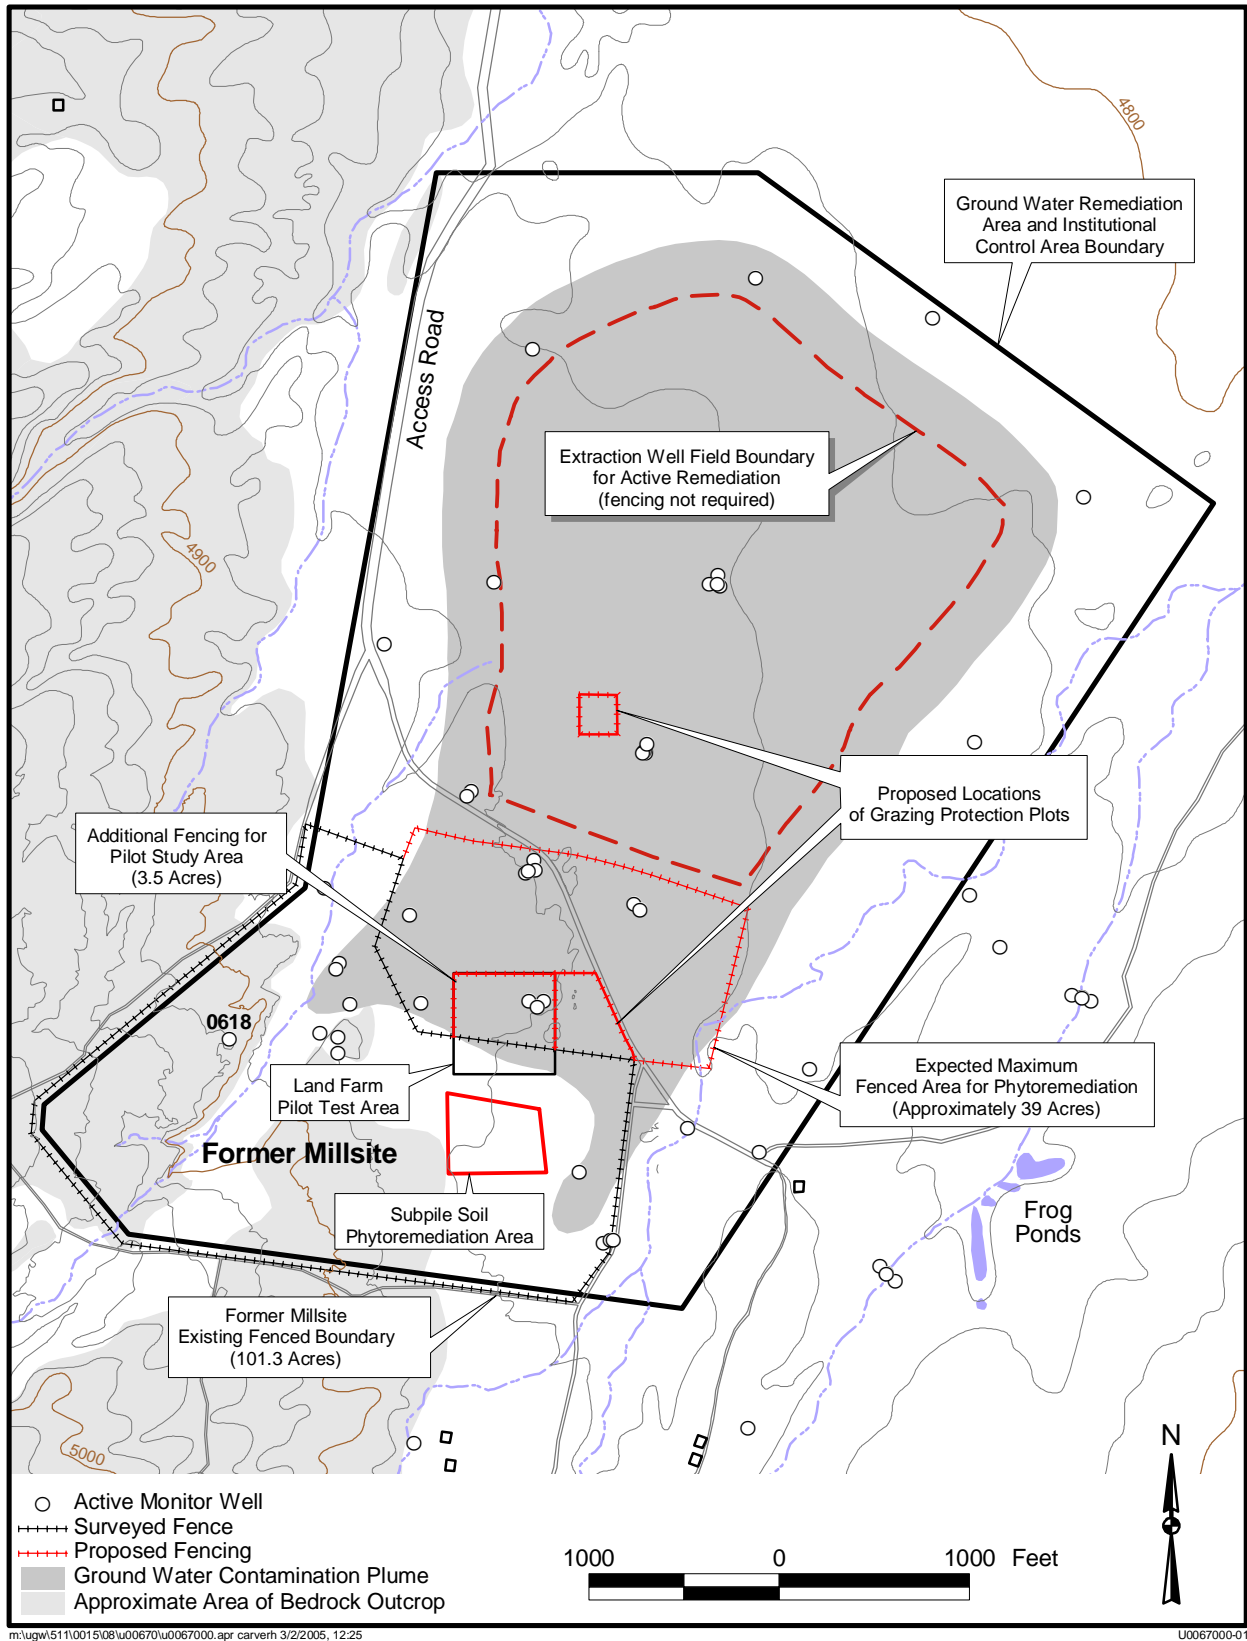 4800
Ground Water Remediation
Area and Institutional
Control Area Boundary
Access Road
Extraction Well Field Boundary
for Active Remediation
(fencing not required)
4900
Proposed Locations
of Grazing Protection Plots
Additional Fencing for
Pilot Study Area
(3.5 Acres)
0618
Expected Maximum
Fenced Area for Phytoremediation
(Approximately 39 Acres)
Land Farm
Pilot Test Area
Former Millsite
Subpile Soil
Phytoremediation Area
Frog
Ponds
Former Millsite
Existing Fenced Boundary
(101.3 Acres)
5000
N
Active Monitor Well
Surveyed Fence
Proposed Fencing
Ground Water Contamination Plume
Approximate Area of Bedrock Outcrop
1000 0 1000 Feet
m:\ugw\511\0015\08\u00670\u0067000.apr carverh 3/2/2005, 12:25
U0067000-01